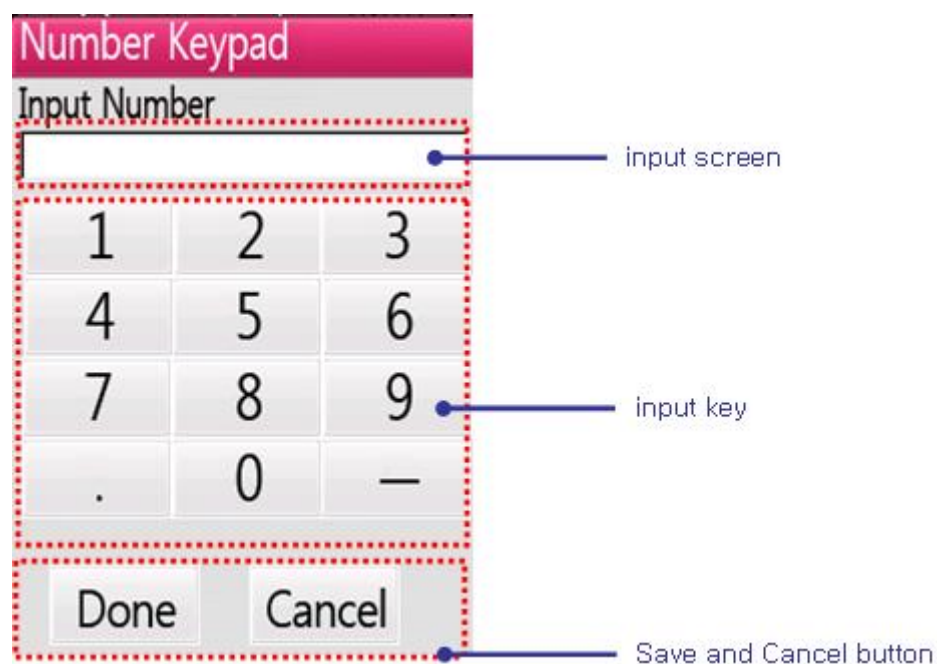 Number Keypad
Input Number
input screen
1 2 3
4 5 6
7 8 9
input key
. 0 —
Done Cancel
Save and Cancel button